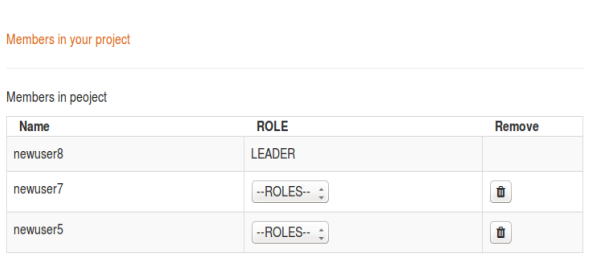 Members in your project
Members in peoject
Name ROLE Remove
newuser8 LEADER
newuser7 --ROLES--
newuser5 --ROLES--